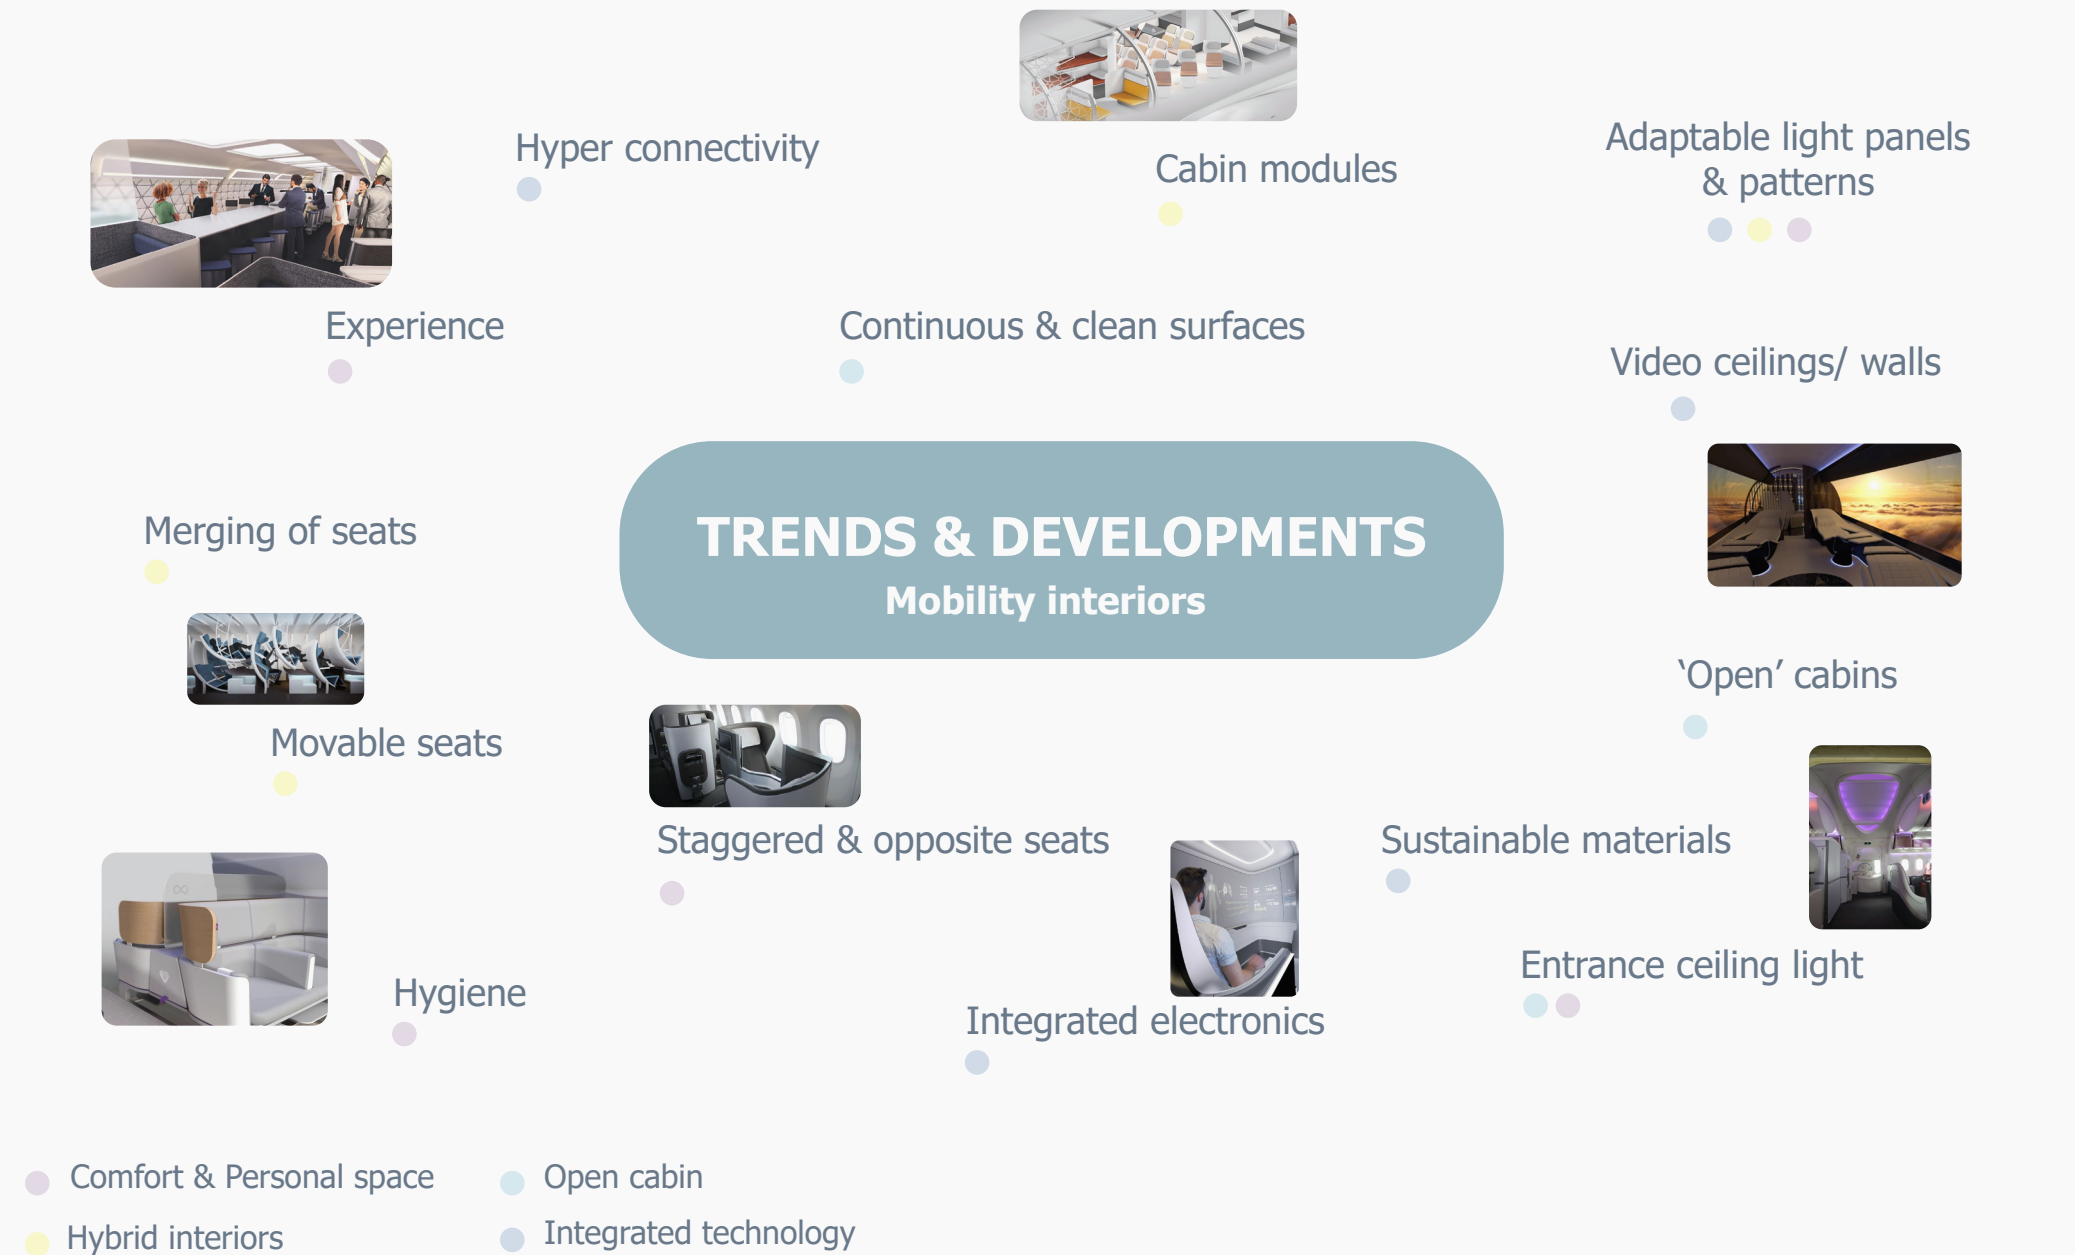 Hyper connectivity
Cabin modules
Adaptable light panels
& patterns
Experience
Continuous & clean surfaces
Video ceilings/ walls
Merging of seats
TRENDS & DEVELOPMENTS
Mobility interiors
‘Open’ cabins
Movable seats
Staggered & opposite seats
Sustainable materials
Hygiene
Entrance ceiling light
Integrated electronics
Comfort & Personal space
Open cabin
Hybrid interiors
Integrated technology